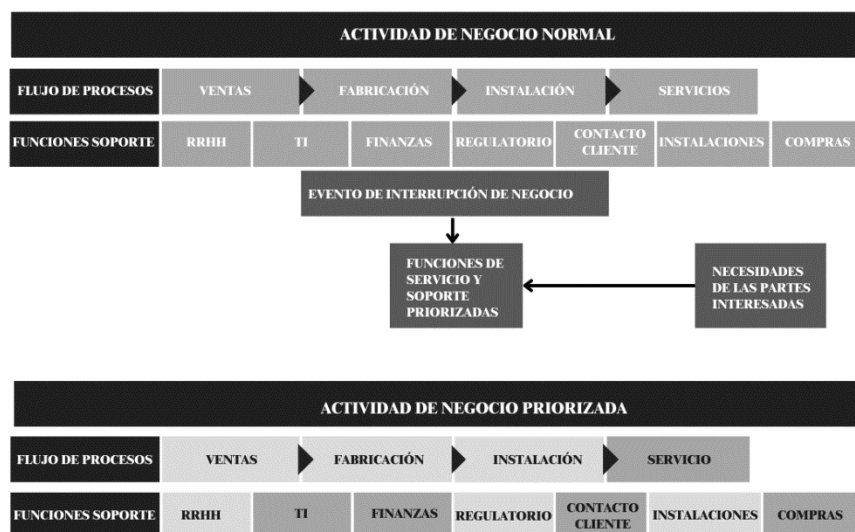 ACTIVIDAD DE NEGOCIO NORMAL
FLUJO DE PROCESOS
VENTAS
FABRICACIÓN
INSTALACIÓN
SERVICIOS
FUNCIONES SOPORTE
RRHH
TI
FINANZAS
REGULATORIO
CONTACTO
CLIENTE
INSTALACIONES
COMPRAS
EVENTO DE INTERRUPCIÓN DE NEGOCIO
FUNCIONES DE
SERVICIO Y
SOPORTE
PRIORIZADAS
NECESIDADES
DE LAS PARTES
INTERESADAS
ACTIVIDAD DE NEGOCIO PRIORIZADA
FLUJO DE PROCESOS
VENTAS
FABRICACIÓN
INSTALACIÓN
SERVICIO
FUNCIONES SOPORTE
RRHH
TI
FINANZAS
REGULATORIO
CONTACTO
CLIENTE
INSTALACIONES
COMPRAS